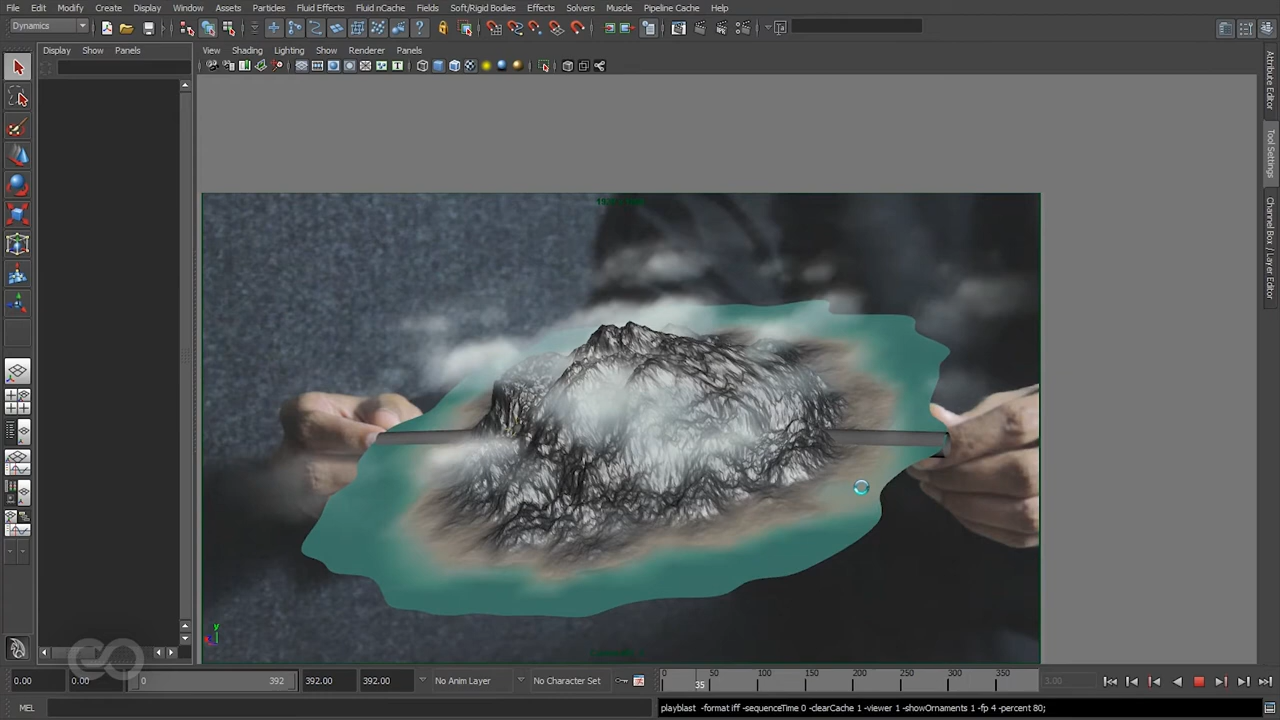 File Edit Modify Create Display Window Assets Particles Fluid Effects Fluid nCache Fields Soft/Rigid Bodies Effects Solvers Muscle Pipeline Cache Help
Dynamics
Display Show Panels
View Shading Lighting Show Renderer Panels
Attribute Editor
Tool Settings
Channel Box / Layer Editor
y
0.00 0.00 0 392 392.00 392.00 No Anim Layer No Character Set
0 50 100 150 200 250 300 350
35
3.00
MEL
playblast -format iff -sequenceTime 0 -clearCache 1 -viewer 1 -showOrnaments 1 -fp 4 -percent 80;